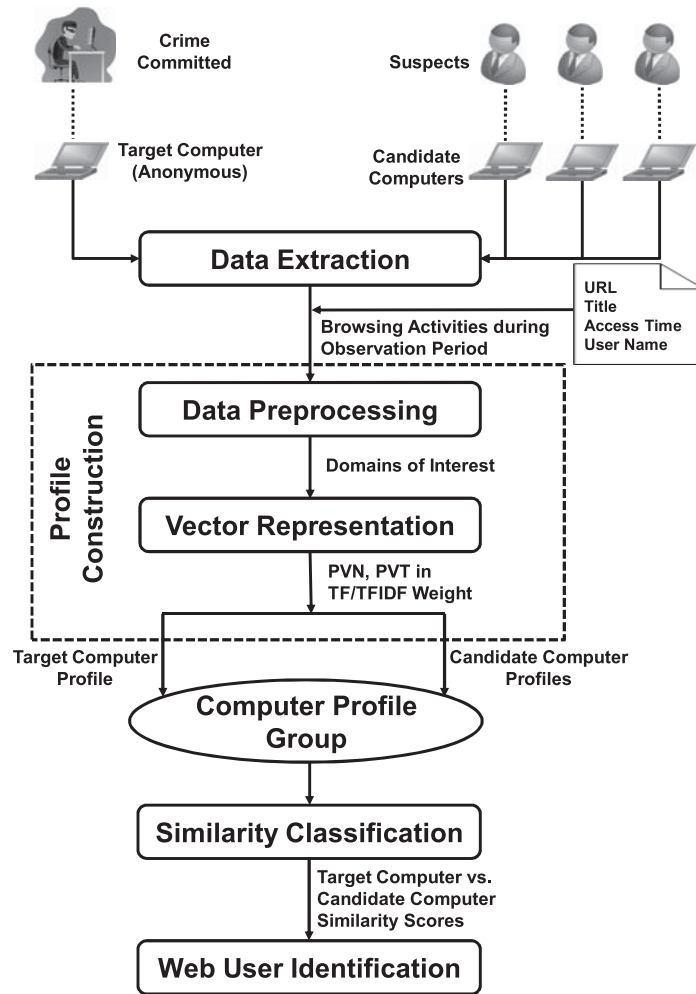 Crime
Committed
Suspects
Target Computer
(Anonymous)
Candidate
Computers
Data Extraction
URL
Title
Access Time
User Name
Browsing Activities during
Observation Period
Profile
Construction
Data Preprocessing
Domains of Interest
Vector Representation
PVN, PVT in
TF/TFIDF Weight
Target Computer
Profile
Candidate Computer
Profiles
Computer Profile
Group
Similarity Classification
Target Computer vs.
Candidate Computer
Similarity Scores
Web User Identification